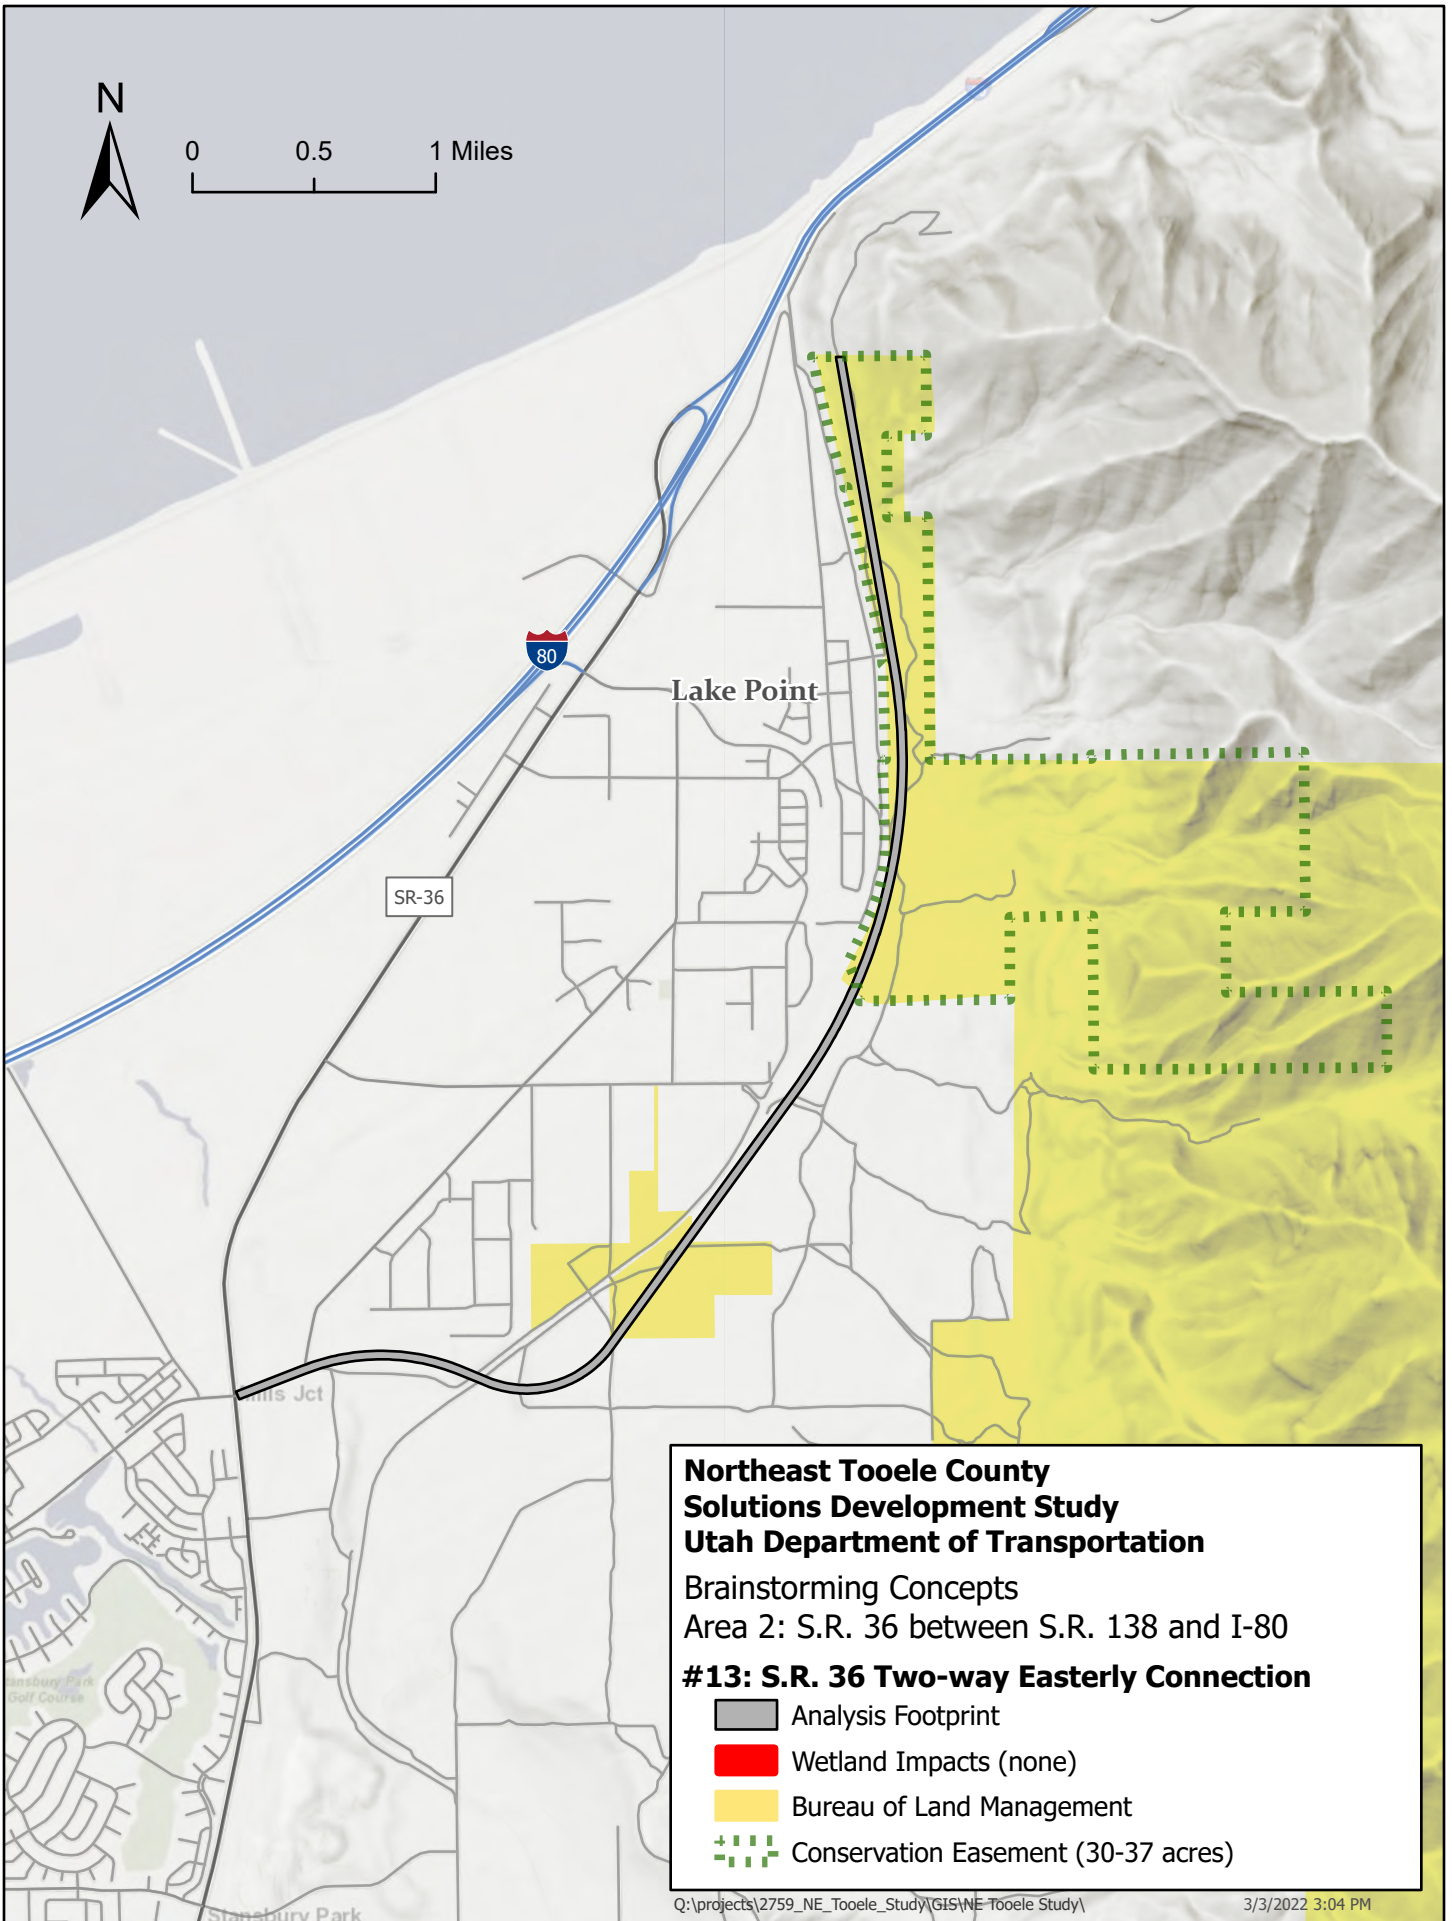 N
0 0.5 1 Miles
80
Lake Point
SR-36
Jct
Golf Course
Stansbury Park
Northeast Tooele County
Solutions Development Study
Utah Department of Transportation
Brainstorming Concepts
Area 2: S.R. 36 between S.R. 138 and I-80
#13: S.R. 36 Two-way Easterly Connection
Analysis Footprint
Wetland Impacts (none)
Bureau of Land Management
Conservation Easement (30-37 acres)
Q:\projects\2759_NE_Tooele_Study\GIS\NE Tooele Study\ 3/3/2022 3:04 PM